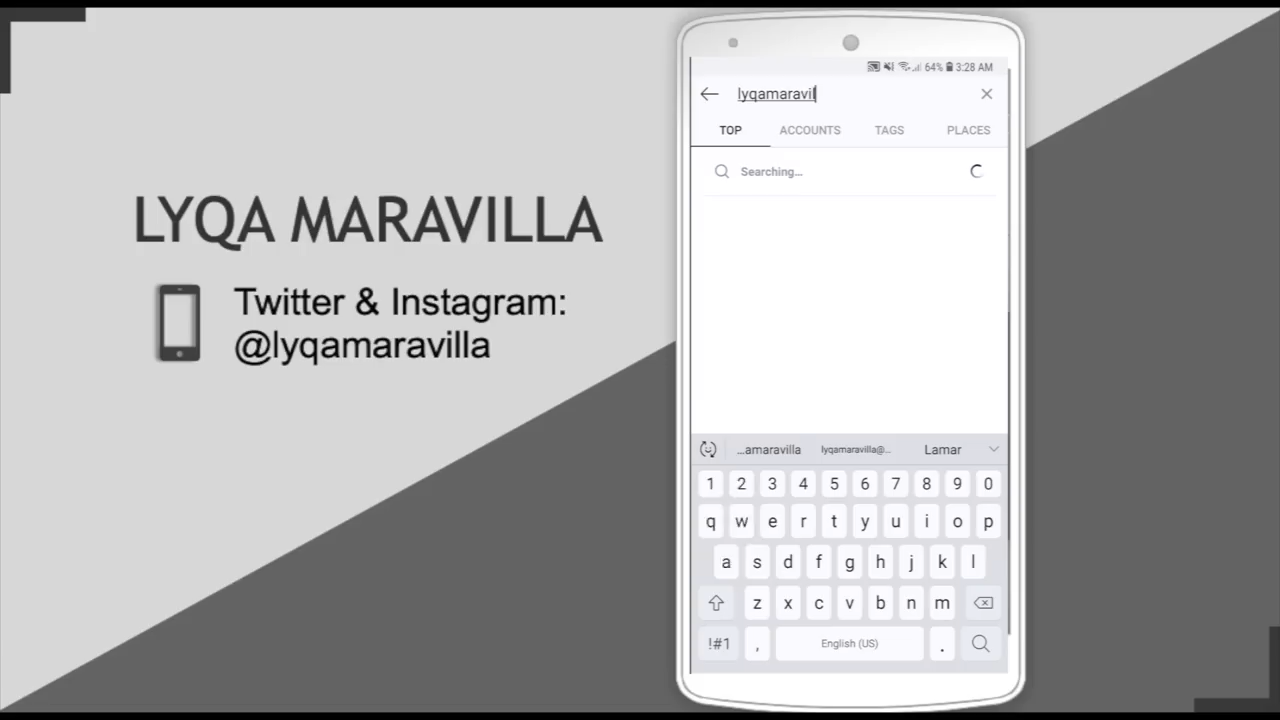 LYQA MARAVILLA
Twitter & Instagram:
@lyqamaravilla
64% 3:28 AM
lyqamaravil
TOP ACCOUNTS TAGS PLACES
Searching...
...amaravilla lyqamaravilla@... Lamar
1 2 3 4 5 6 7 8 9 0
q w e r t y u i o p
a s d f g h j k l
z x c v b n m
!#1 , English (US) .